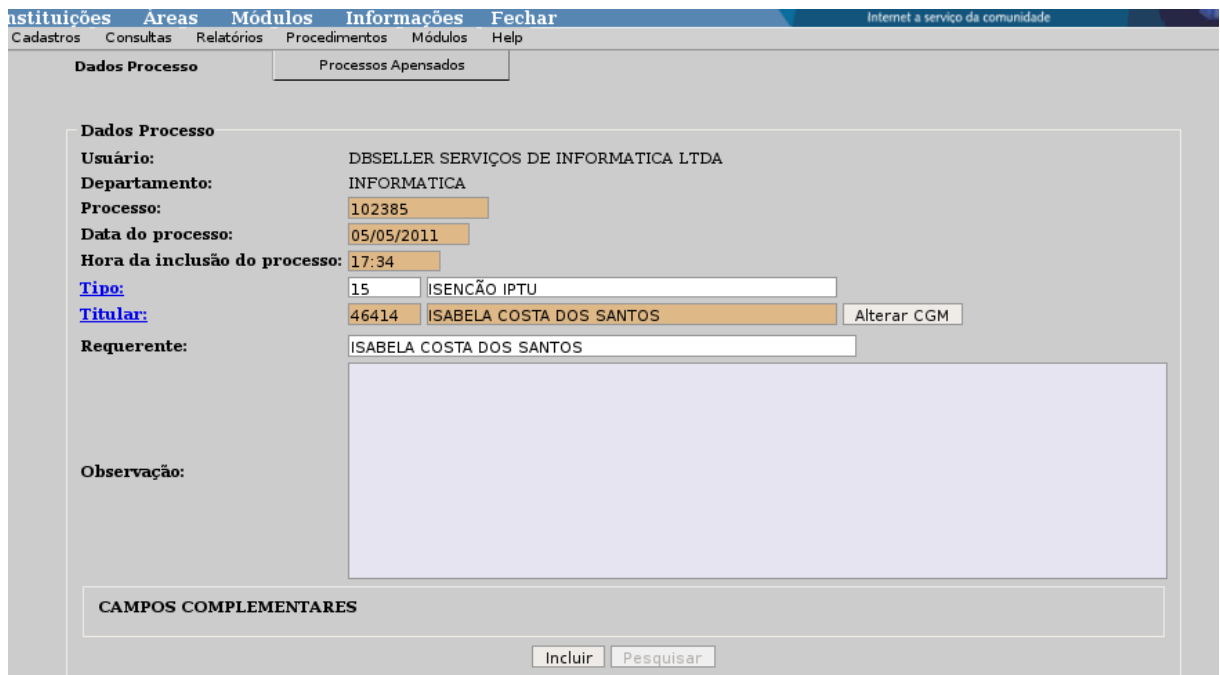 nstituições Áreas Módulos Informações Fechar Internet a serviço da comunidade
Cadastros Consultas Relatórios Procedimentos Módulos Help
Dados Processo Processos Apensados
Dados Processo
Usuário: DBSELLER SERVIÇOS DE INFORMATICA LTDA
Departamento: INFORMATICA
Processo: 102385
Data do processo: 05/05/2011
Hora da inclusão do processo: 17:34
Tipo: 15 ISENCÃO IPTU
Titular: 46414 ISABELA COSTA DOS SANTOS Alterar CGM
Requerente: ISABELA COSTA DOS SANTOS
Observação:
CAMPOS COMPLEMENTARES
Incluir Pesquisar